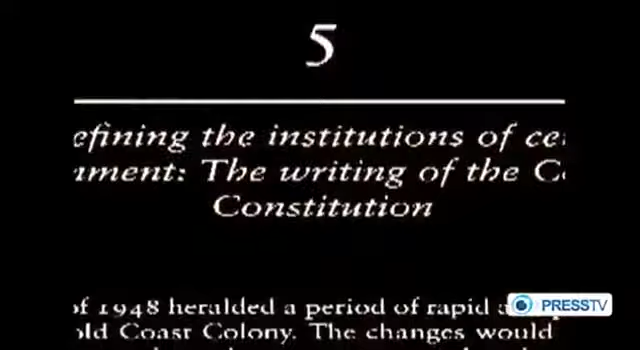 5
efining the institutions of ce
nment: The writing of the C
Constitution
of 1948 heralded a period of rapid a
old Coast Colony. The changes would
PRESSTV